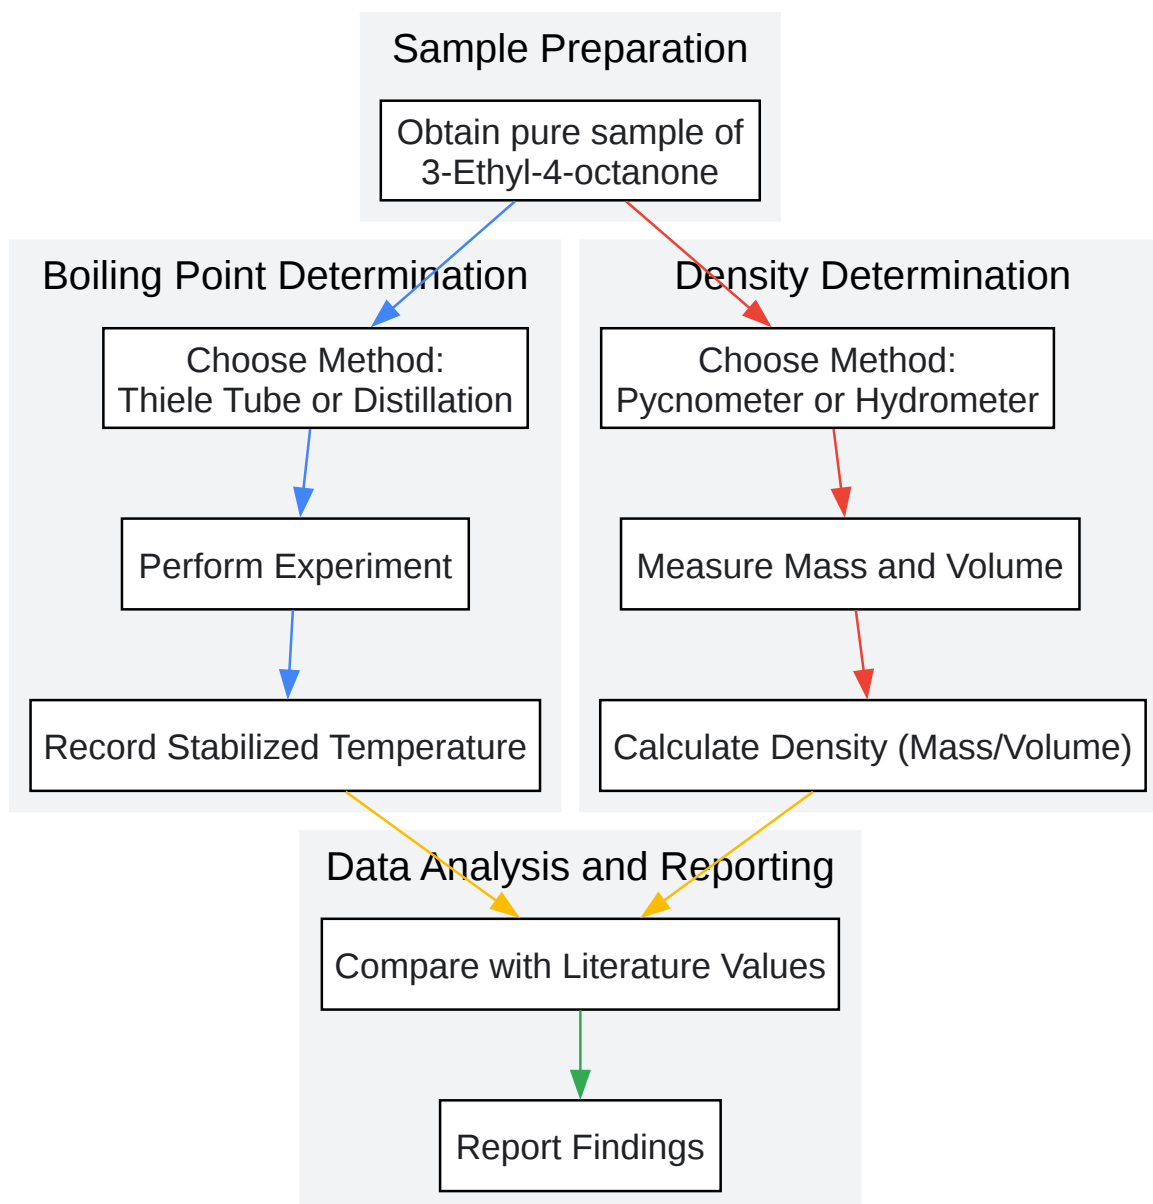 Sample Preparation
Obtain pure sample of
3-Ethyl-4-octanone
Boiling Point Determination
Choose Method:
Thiele Tube or Distillation
Perform Experiment
Record Stabilized Temperature
Density Determination
Choose Method:
Pycnometer or Hydrometer
Measure Mass and Volume
Calculate Density (Mass/Volume)
Data Analysis and Reporting
Compare with Literature Values
Report Findings